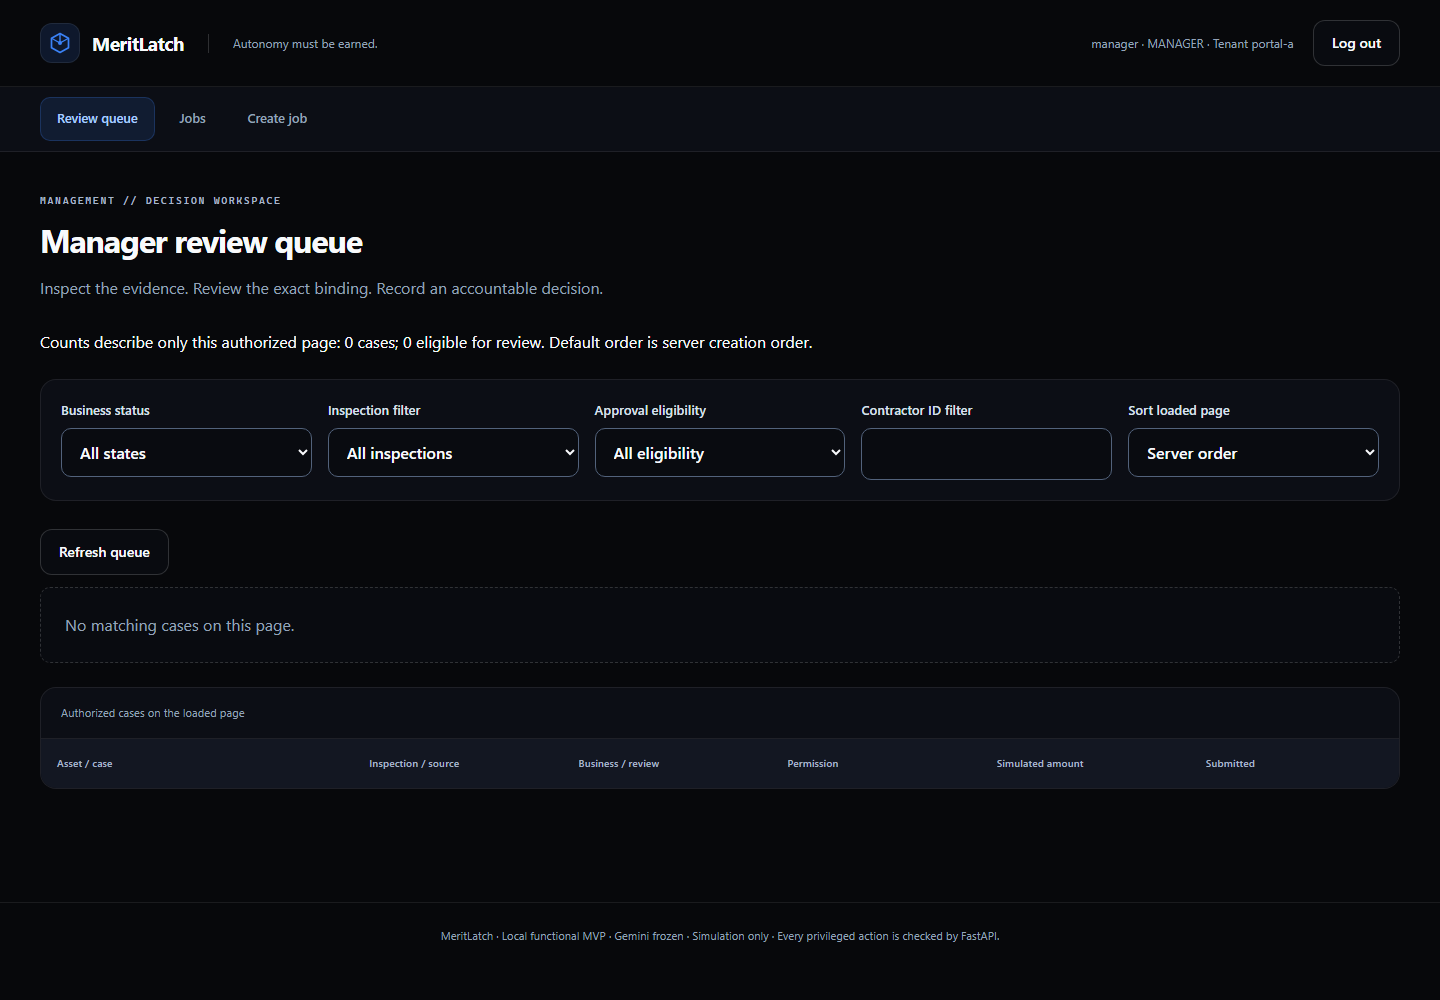 MeritLatch
Autonomy must be earned.
manager · MANAGER · Tenant portal-a
Log out
Review queue
Jobs
Create job
MANAGEMENT // DECISION WORKSPACE
Manager review queue
Inspect the evidence. Review the exact binding. Record an accountable decision.
Counts describe only this authorized page: 0 cases; 0 eligible for review. Default order is server creation order.
Business status
Inspection filter
Approval eligibility
Contractor ID filter
Sort loaded page
All states
All inspections
All eligibility
Server order
Refresh queue
No matching cases on this page.
Authorized cases on the loaded page
Asset / case
Inspection / source
Business / review
Permission
Simulated amount
Submitted
MeritLatch · Local functional MVP · Gemini frozen · Simulation only · Every privileged action is checked by FastAPI.